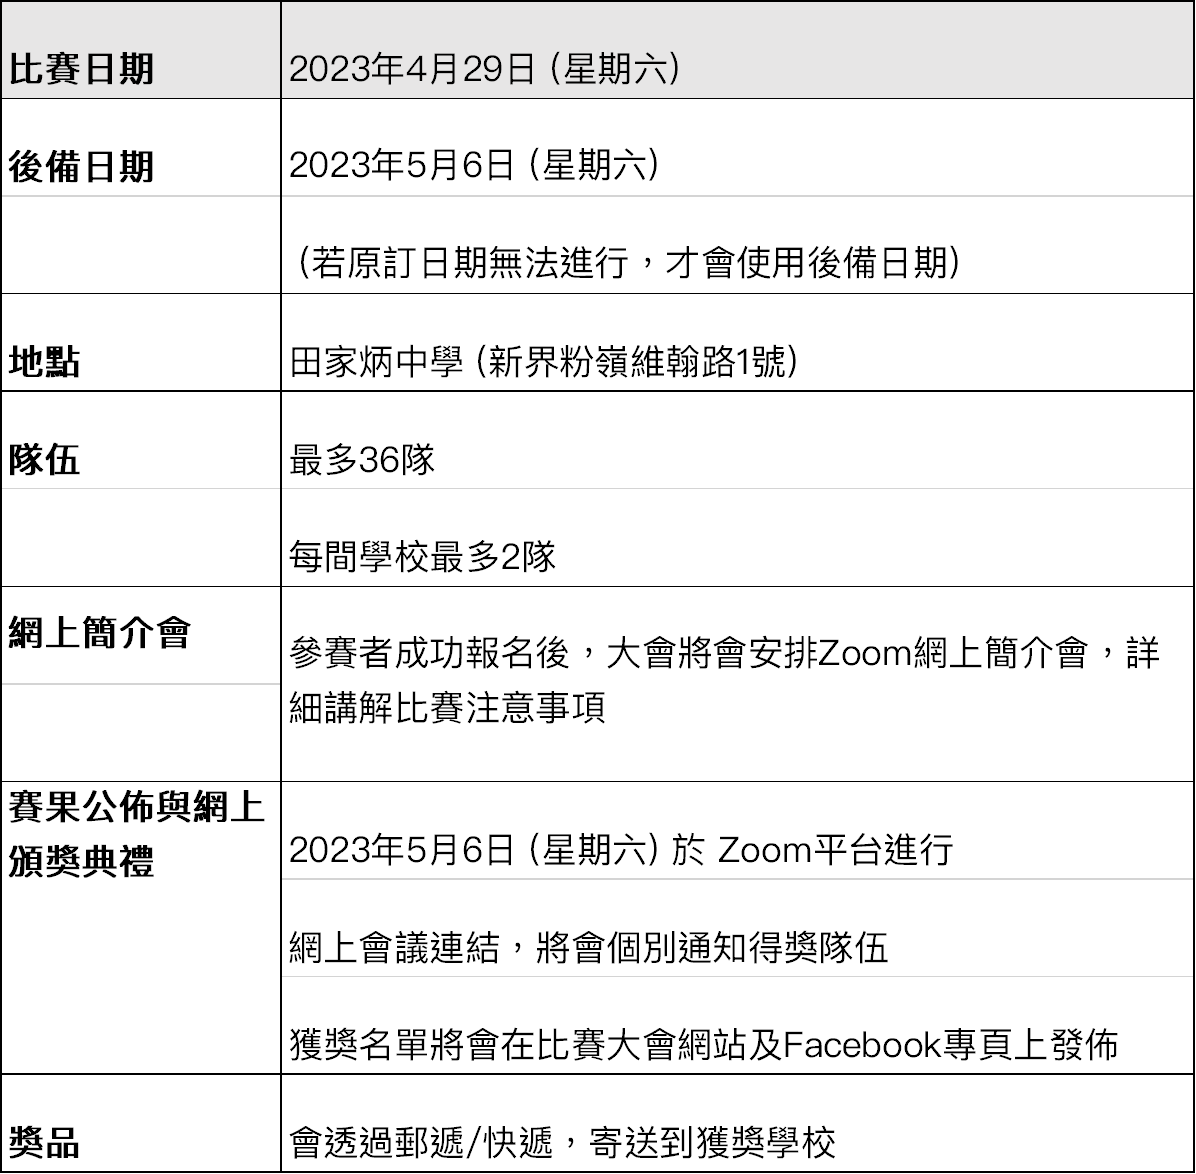 比賽日期
2023年4月29日 (星期六)
後備日期
2023年5月6日 (星期六)
(若原訂日期無法進行，才會使用後備日期)
地點
田家炳中學 (新界粉嶺維翰路1號)
隊伍
最多36隊
每間學校最多2隊
網上簡介會
參賽者成功報名後，大會將會安排Zoom網上簡介會，詳
細講解比賽注意事項
賽果公佈與網上
頒獎典禮
2023年5月6日 (星期六) 於 Zoom平台進行
網上會議連結，將會個別通知得獎隊伍
獲獎名單將會在比賽大會網站及Facebook專頁上發佈
獎品
會透過郵遞/快遞，寄送到獲獎學校